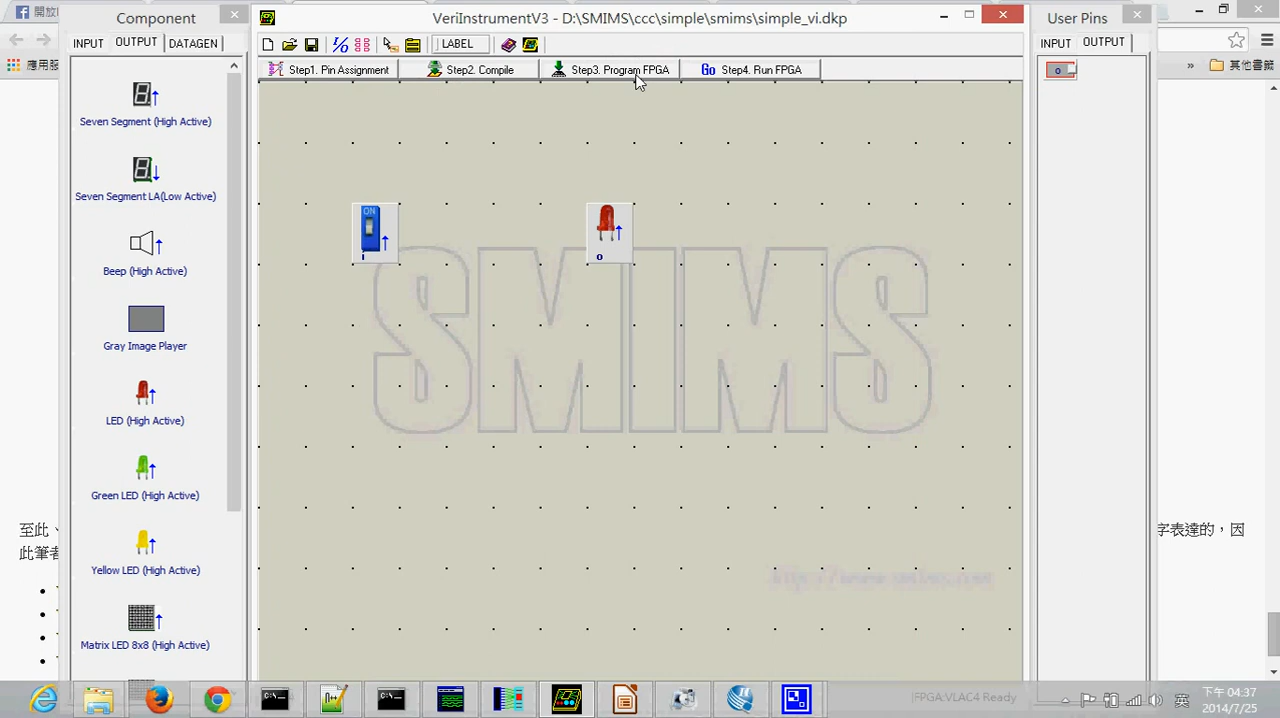 Component
VeriInstrumentV3 - D:\SMIMS\ccc\simple\smims\simple_vi.dkp
User Pins
INPUT OUTPUT DATAGEN
LABEL
INPUT OUTPUT
應用服
»
其他書籤
Step1. Pin Assignment
Step2. Compile
Step3. Program FPGA
Go Step4. Run FPGA
o
Seven Segment (High Active)
Seven Segment LA(Low Active)
Beep (High Active)
Gray Image Player
LED (High Active)
Green LED (High Active)
Yellow LED (High Active)
Matrix LED 8x8 (High Active)
ON
i
o
SMIMS
至此、
字表達的，因
此筆者
FPGA:VLAC4 Ready
英
下午 04:37
2014/7/25